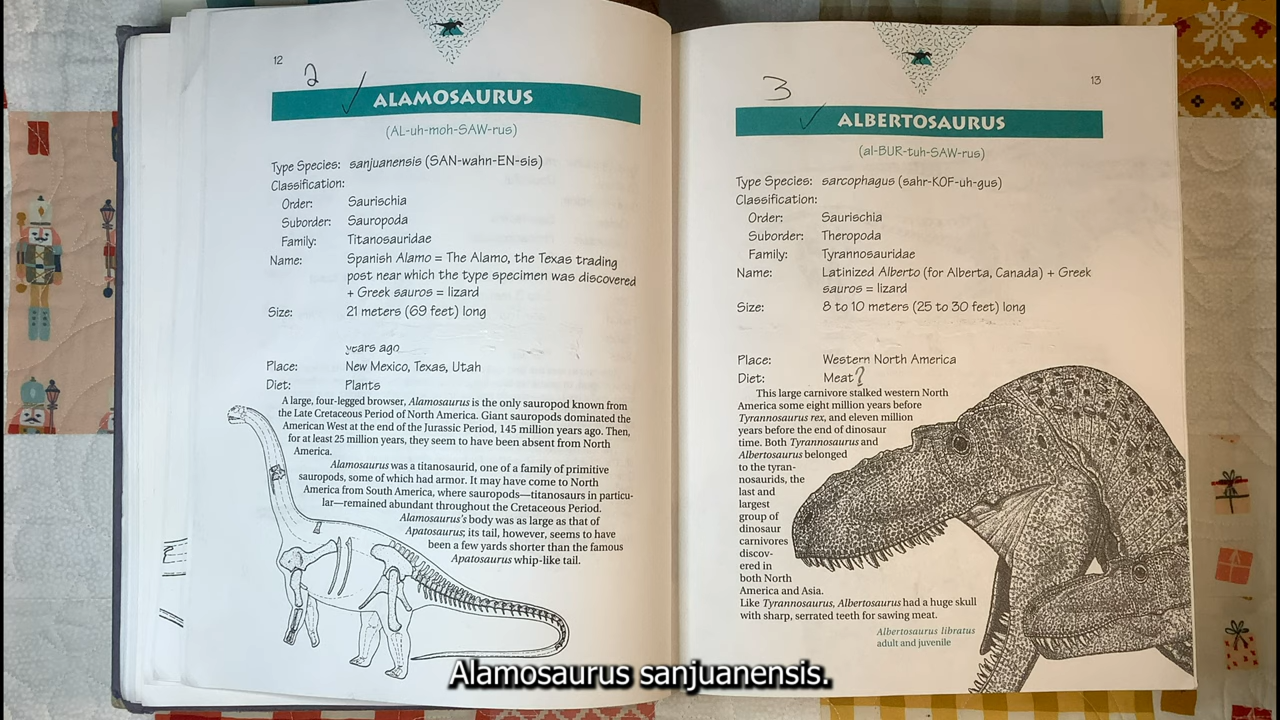 12
2
ALAMOSAURUS
(AL-uh-moh-SAW-rus)
Type Species: sanjuanensis (SAN-wahn-EN-sis)
Classification:
Order: Saurischia
Suborder: Sauropoda
Family: Titanosauridae
Name: Spanish Alamo = The Alamo, the Texas trading
post near which the type specimen was discovered
+ Greek sauros = lizard
Size: 21 meters (69 feet) long
years ago
Place: New Mexico, Texas, Utah
Diet: Plants
A large, four-legged browser, Alamosaurus is the only sauropod known from
the Late Cretaceous Period of North America. Giant sauropods dominated the
American West at the end of the Jurassic Period, 145 million years ago. Then,
for at least 25 million years, they seem to have been absent from North
America.
Alamosaurus was a titanosaurid, one of a family of primitive
sauropods, some of which had armor. It may have come to North
America from South America, where sauropods—titanosaurs in particu-
lar—remained abundant throughout the Cretaceous Period.
Alamosaurus's body was as large as that of
Apatosaurus; its tail, however, seems to have
been a few yards shorter than the famous
Apatosaurus whip-like tail.
13
3
ALBERTOSAURUS
(al-BUR-tuh-SAW-rus)
Type Species: sarcophagus (sahr-KOF-uh-gus)
Classification:
Order: Saurischia
Suborder: Theropoda
Family: Tyrannosauridae
Name: Latinized Alberto (for Alberta, Canada) + Greek
sauros = lizard
Size: 8 to 10 meters (25 to 30 feet) long
Place: Western North America
Diet: Meat?
This large carnivore stalked western North
America some eight million years before
Tyrannosaurus rex, and eleven million
years before the end of dinosaur
time. Both Tyrannosaurus and
Albertosaurus belonged
to the tyran-
nosaurids, the
last and
largest
group of
dinosaur
carnivores
discov-
ered in
both North
America and Asia.
Like Tyrannosaurus, Albertosaurus had a huge skull
with sharp, serrated teeth for sawing meat.
Albertosaurus libratus
adult and juvenile
Alamosaurus sanjuanensis.